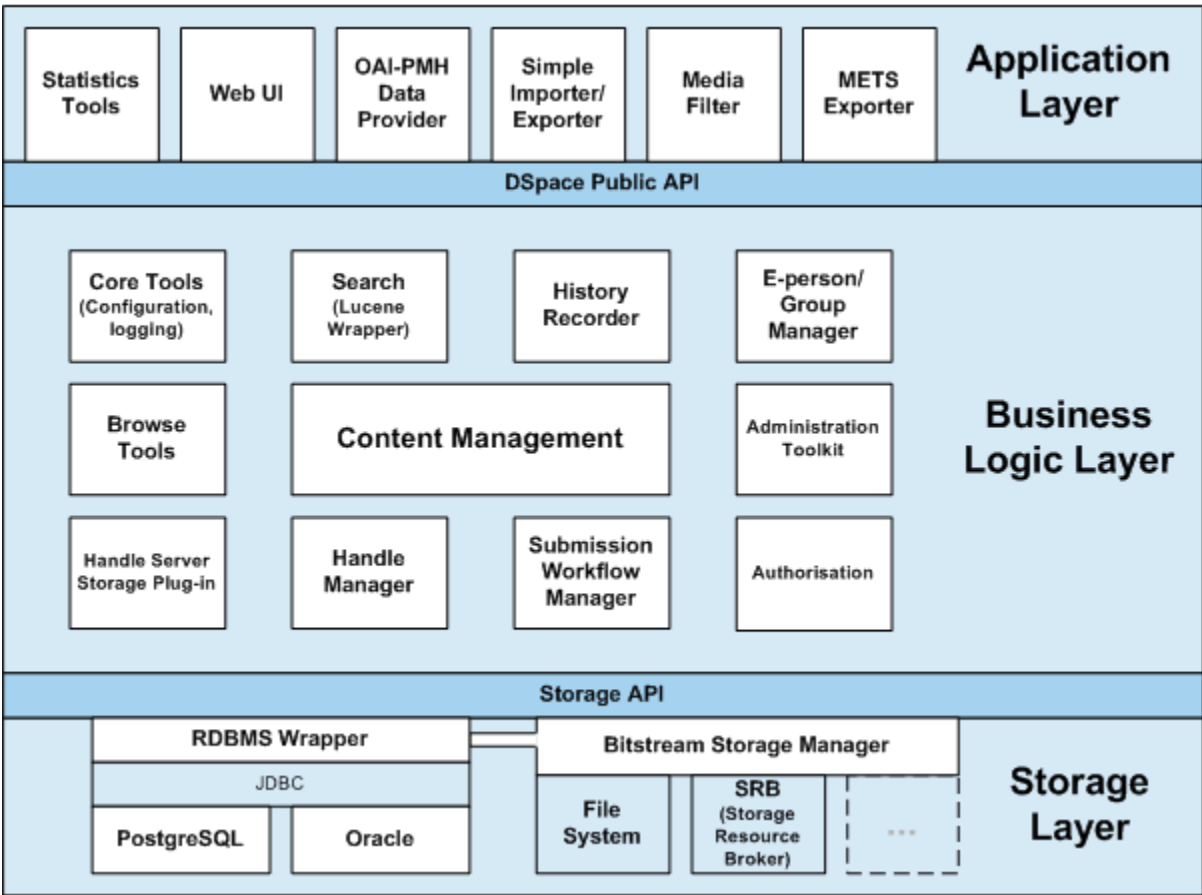 Statistics
Tools
Web UI
OAI-PMH
Data
Provider
Simple
Importer/
Exporter
Media
Filter
METS
Exporter
Application
Layer
DSpace Public API
Core Tools
(Configuration,
logging)
Search
(Lucene
Wrapper)
History
Recorder
E-person/
Group
Manager
Browse
Tools
Content Management
Administration
Toolkit
Business
Logic Layer
Handle Server
Storage Plug-in
Handle
Manager
Submission
Workflow
Manager
Authorisation
Storage API
RDBMS Wrapper
JDBC
PostgreSQL
Oracle
Bitstream Storage Manager
File
System
SRB
(Storage
Resource
Broker)
...
Storage
Layer